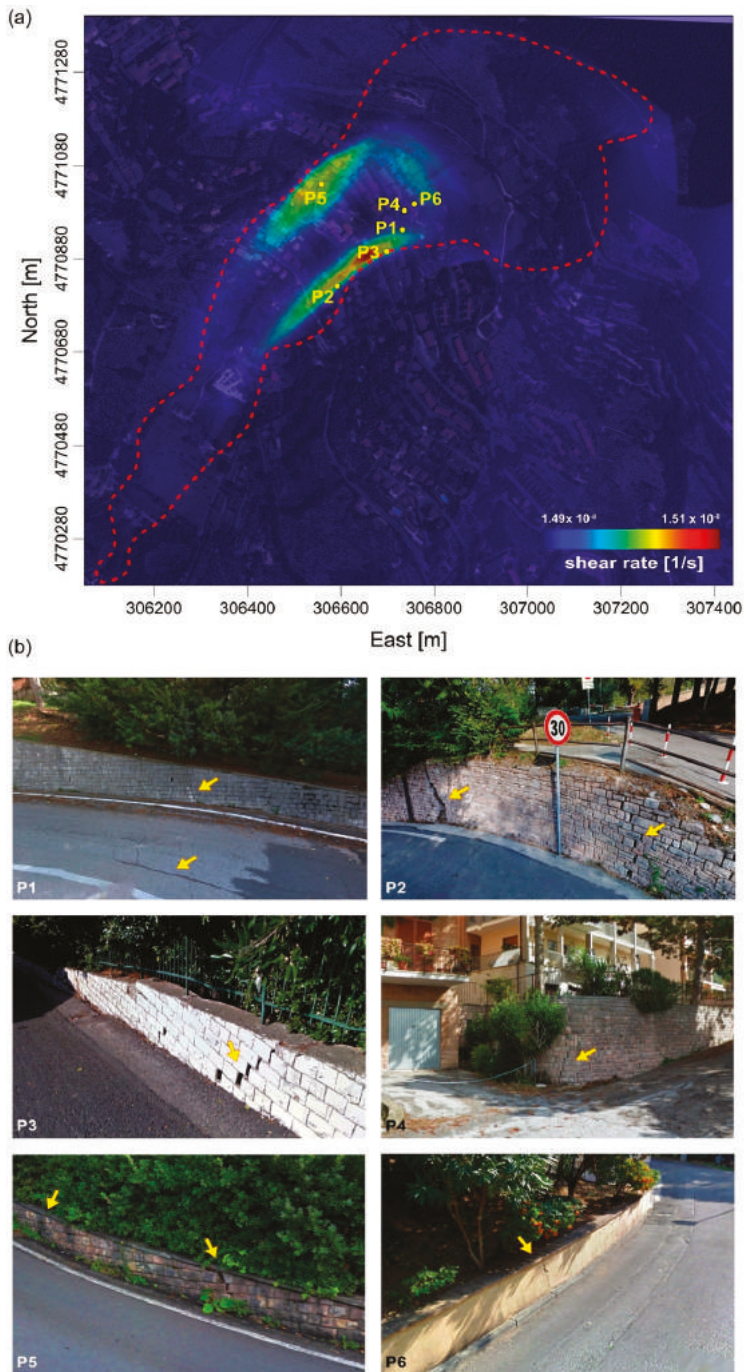 (a)
4771280
4771080
4770880
4770680
4770480
4770280
North [m]
P5
P4
P6
P1
P3
P2
1.49x 10
1.51 x 10
shear rate [1/s]
306200
306400
306600
306800
307000
307200
307400
East [m]
(b)
P1
30
P2
P3
P4
P5
P6